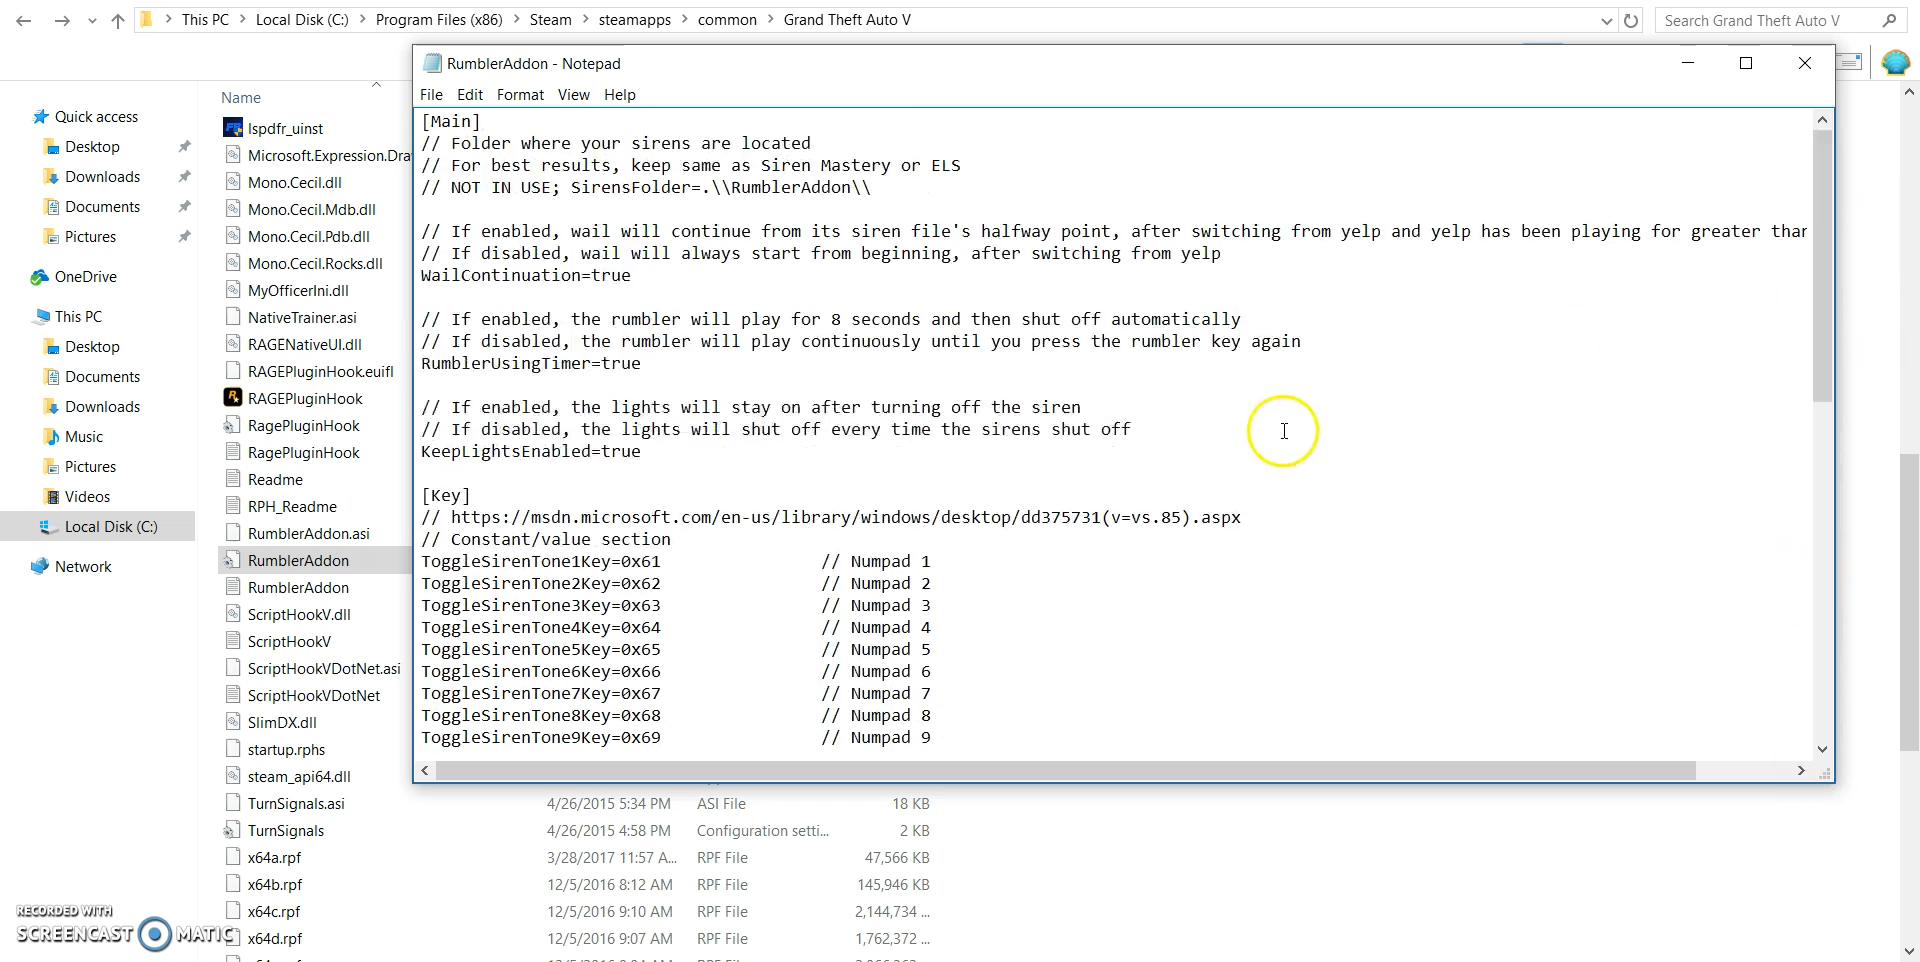 This PC > Local Disk (C:) > Program Files (x86) > Steam > steamapps > common > Grand Theft Auto V
Search Grand Theft Auto V
Quick access
Desktop
Downloads
Documents
Pictures
OneDrive
This PC
Desktop
Documents
Downloads
Music
Pictures
Videos
Local Disk (C:)
Network
Name
lspdfr_uinst
Microsoft.Expression.Dra
Mono.Cecil.dll
Mono.Cecil.Mdb.dll
Mono.Cecil.Pdb.dll
Mono.Cecil.Rocks.dll
MyOfficerIni.dll
NativeTrainer.asi
RAGENativeUI.dll
RAGEPluginHook.euifl
RAGEPluginHook
RagePluginHook
RagePluginHook
Readme
RPH_Readme
RumblerAddon.asi
RumblerAddon
RumblerAddon
ScriptHookV.dll
ScriptHookV
ScriptHookVDotNet.asi
ScriptHookVDotNet
SlimDX.dll
startup.rphs
steam_api64.dll
TurnSignals.asi 4/26/2015 5:34 PM ASI File 18 KB
TurnSignals 4/26/2015 4:58 PM Configuration setti... 2 KB
x64a.rpf 3/28/2017 11:57 A... RPF File 47,566 KB
x64b.rpf 12/5/2016 8:12 AM RPF File 145,946 KB
x64c.rpf 12/5/2016 9:10 AM RPF File 2,144,734 ...
x64d.rpf 12/5/2016 9:07 AM RPF File 1,762,372 ...
RumblerAddon - Notepad
File Edit Format View Help
[Main]
// Folder where your sirens are located
// For best results, keep same as Siren Mastery or ELS
// NOT IN USE; SirensFolder=.\\RumblerAddon\\
// If enabled, wail will continue from its siren file's halfway point, after switching from yelp and yelp has been playing for greater than
// If disabled, wail will always start from beginning, after switching from yelp
WailContinuation=true
// If enabled, the rumbler will play for 8 seconds and then shut off automatically
// If disabled, the rumbler will play continuously until you press the rumbler key again
RumblerUsingTimer=true
// If enabled, the lights will stay on after turning off the siren
// If disabled, the lights will shut off every time the sirens shut off
KeepLightsEnabled=true
[Key]
// https://msdn.microsoft.com/en-us/library/windows/desktop/dd375731(v=vs.85).aspx
// Constant/value section
ToggleSirenTone1Key=0x61 // Numpad 1
ToggleSirenTone2Key=0x62 // Numpad 2
ToggleSirenTone3Key=0x63 // Numpad 3
ToggleSirenTone4Key=0x64 // Numpad 4
ToggleSirenTone5Key=0x65 // Numpad 5
ToggleSirenTone6Key=0x66 // Numpad 6
ToggleSirenTone7Key=0x67 // Numpad 7
ToggleSirenTone8Key=0x68 // Numpad 8
ToggleSirenTone9Key=0x69 // Numpad 9
RECORDED WITH
SCREENCAST MATIC